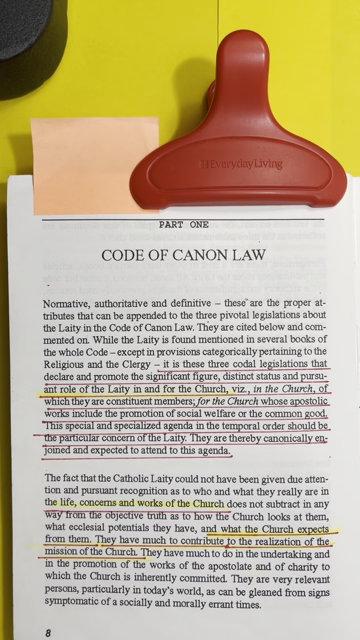 EverydayLiving
PART ONE
CODE OF CANON LAW
Normative, authoritative and definitive – these are the proper at-
tributes that can be appended to the three pivotal legislations about
the Laity in the Code of Canon Law. They are cited below and com-
mented on. While the Laity is found mentioned in several books of
the whole Code – except in provisions categorically pertaining to the
Religious and the Clergy – it is these three codal legislations that
declare and promote the significant figure, distinct status and pursu-
ant role of the Laity in and for the Church, viz., in the Church, of
which they are constituent members; for the Church whose apostolic
works include the promotion of social welfare or the common good.
This special and specialized agenda in the temporal order should be
the particular concern of the Laity. They are thereby canonically en-
joined and expected to attend to this agenda.
The fact that the Catholic Laity could not have been given due atten-
tion and pursuant recognition as to who and what they really are in
the life, concerns and works of the Church does not subtract in any
way from the objective truth as to how the Church looks at them,
what ecclesial potentials they have, and what the Church expects
from them. They have much to contribute to the realization of the
mission of the Church. They have much to do in the undertaking and
in the promotion of the works of the apostolate and of charity to
which the Church is inherently committed. They are very relevant
persons, particularly in today's world, as can be gleaned from signs
symptomatic of a socially and morally errant times.
8